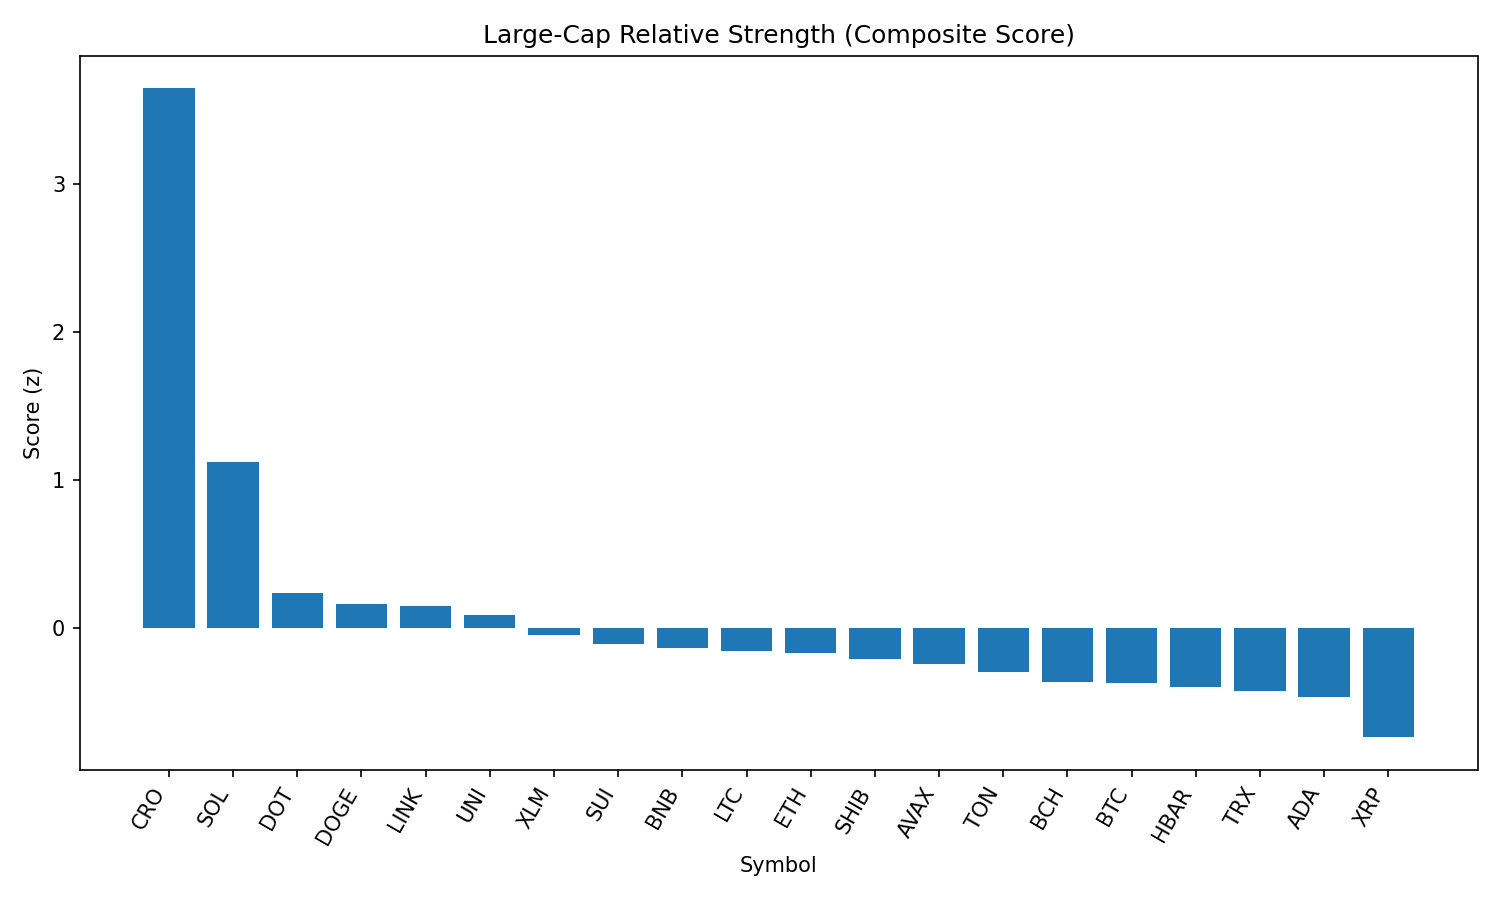 Large-Cap Relative Strength (Composite Score)
Score (z)
3
2
1
0
CRO
SOL
DOT
DOGE
LINK
UNI
XLM
SUI
BNB
LTC
ETH
SHIB
AVAX
TON
BCH
BTC
HBAR
TRX
ADA
XRP
Symbol